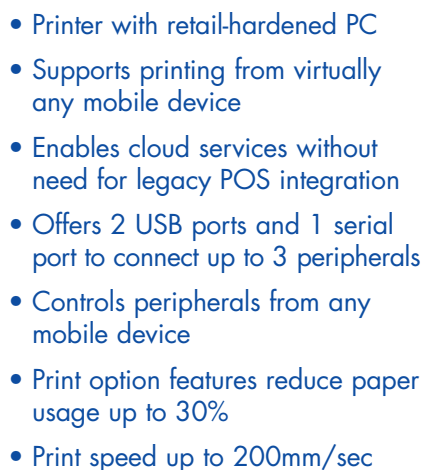 • Printer with retail-hardened PC
• Supports printing from virtually
any mobile device
• Enables cloud services without
need for legacy POS integration
• Offers 2 USB ports and 1 serial
port to connect up to 3 peripherals
• Controls peripherals from any
mobile device
• Print option features reduce paper
usage up to 30%
• Print speed up to 200mm/sec